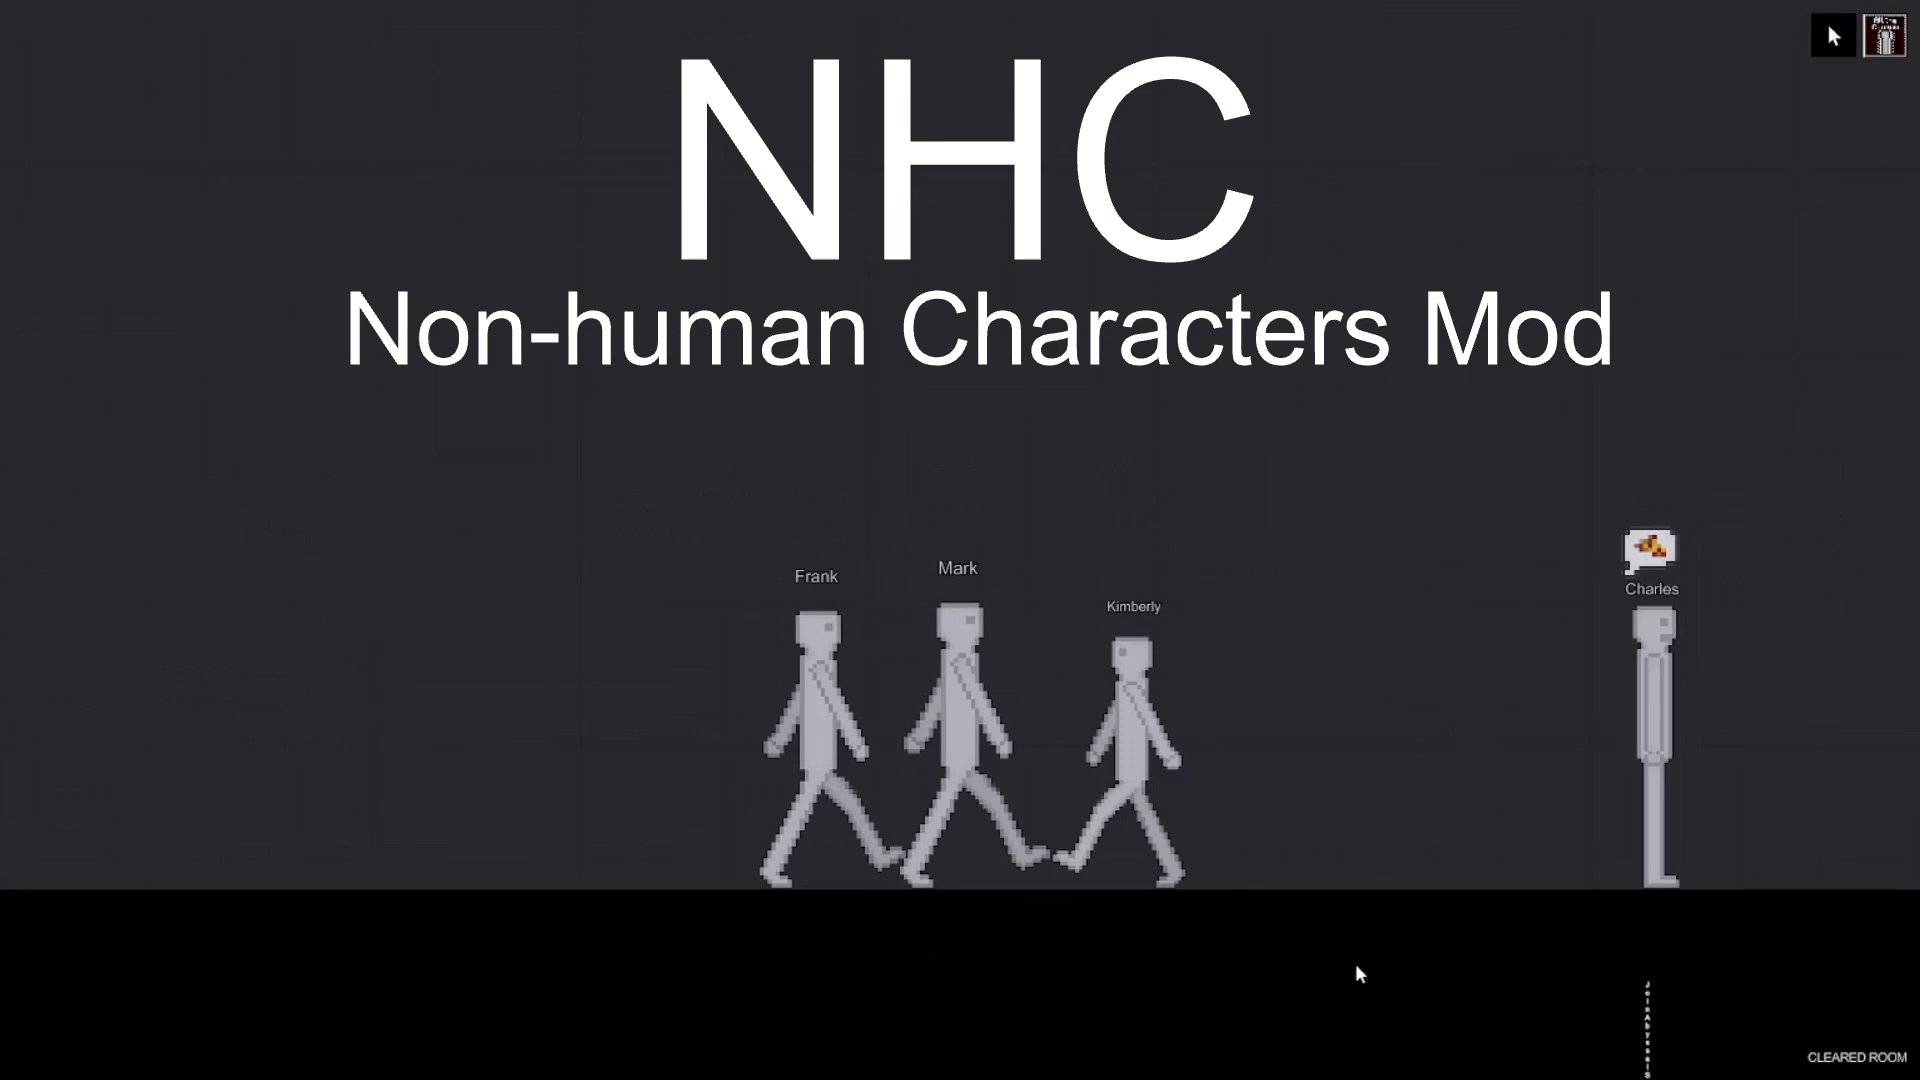 NHC
Non-human Characters Mod
Frank
Mark
Kimberly
Charles
CLEARED ROOM